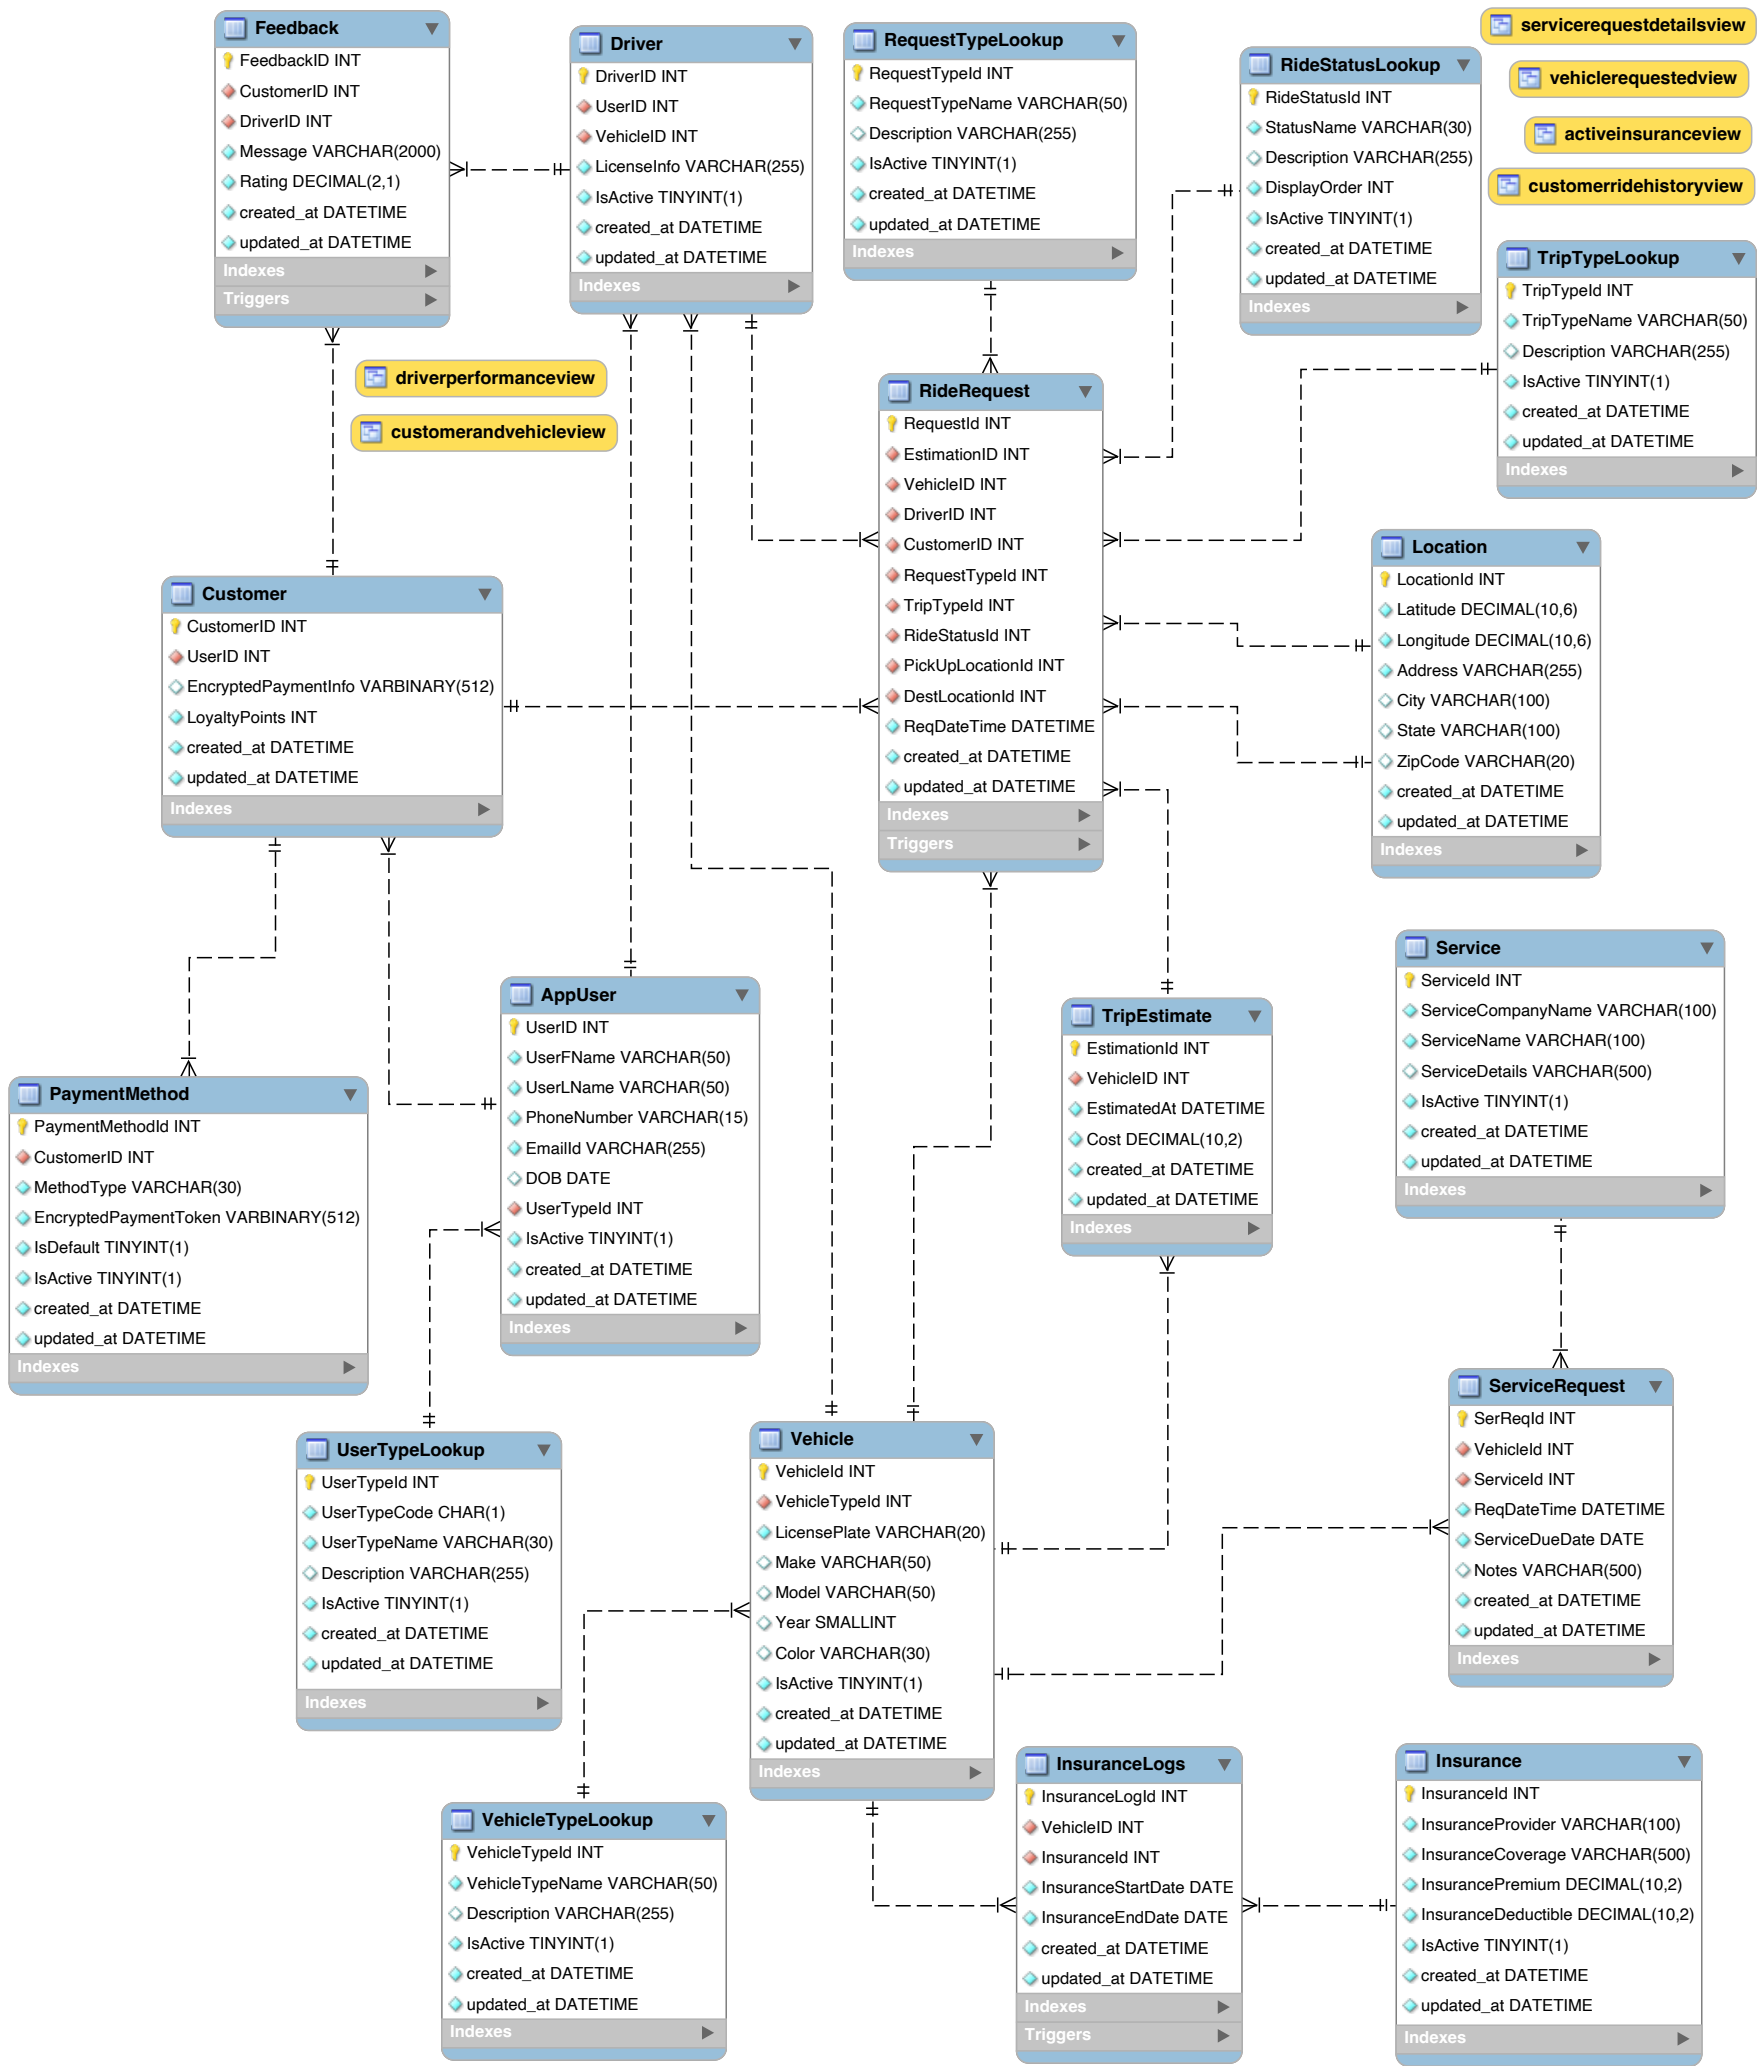 Feedback
FeedbackID INT
CustomerID INT
DriverID INT
Message VARCHAR(2000)
Rating DECIMAL(2,1)
created_at DATETIME
updated_at DATETIME
Indexes
Triggers
Driver
DriverID INT
UserID INT
VehicleID INT
LicenseInfo VARCHAR(255)
IsActive TINYINT(1)
created_at DATETIME
updated_at DATETIME
Indexes
RequestTypeLookup
RequestTypeId INT
RequestTypeName VARCHAR(50)
Description VARCHAR(255)
IsActive TINYINT(1)
created_at DATETIME
updated_at DATETIME
Indexes
RideStatusLookup
RideStatusId INT
StatusName VARCHAR(30)
Description VARCHAR(255)
DisplayOrder INT
IsActive TINYINT(1)
created_at DATETIME
updated_at DATETIME
Indexes
servicerequestdetailsview
vehiclerequestedview
activeinsuranceview
customerridehistoryview
TripTypeLookup
TripTypeId INT
TripTypeName VARCHAR(50)
Description VARCHAR(255)
IsActive TINYINT(1)
created_at DATETIME
updated_at DATETIME
Indexes
driverperformanceview
customerandvehicleview
RideRequest
RequestId INT
EstimationID INT
VehicleID INT
DriverID INT
CustomerID INT
RequestTypeId INT
TripTypeId INT
RideStatusId INT
PickUpLocationId INT
DestLocationId INT
ReqDateTime DATETIME
created_at DATETIME
updated_at DATETIME
Indexes
Triggers
Location
LocationId INT
Latitude DECIMAL(10,6)
Longitude DECIMAL(10,6)
Address VARCHAR(255)
City VARCHAR(100)
State VARCHAR(100)
ZipCode VARCHAR(20)
created_at DATETIME
updated_at DATETIME
Indexes
Customer
CustomerID INT
UserID INT
EncryptedPaymentInfo VARBINARY(512)
LoyaltyPoints INT
created_at DATETIME
updated_at DATETIME
Indexes
PaymentMethod
PaymentMethodId INT
CustomerID INT
MethodType VARCHAR(30)
EncryptedPaymentToken VARBINARY(512)
IsDefault TINYINT(1)
IsActive TINYINT(1)
created_at DATETIME
updated_at DATETIME
Indexes
AppUser
UserID INT
UserFName VARCHAR(50)
UserLName VARCHAR(50)
PhoneNumber VARCHAR(15)
EmailId VARCHAR(255)
DOB DATE
UserTypeId INT
IsActive TINYINT(1)
created_at DATETIME
updated_at DATETIME
Indexes
TripEstimate
EstimationId INT
VehicleID INT
EstimatedAt DATETIME
Cost DECIMAL(10,2)
created_at DATETIME
updated_at DATETIME
Indexes
Service
ServiceId INT
ServiceCompanyName VARCHAR(100)
ServiceName VARCHAR(100)
ServiceDetails VARCHAR(500)
IsActive TINYINT(1)
created_at DATETIME
updated_at DATETIME
Indexes
UserTypeLookup
UserTypeId INT
UserTypeCode CHAR(1)
UserTypeName VARCHAR(30)
Description VARCHAR(255)
IsActive TINYINT(1)
created_at DATETIME
updated_at DATETIME
Indexes
Vehicle
VehicleId INT
VehicleTypeId INT
LicensePlate VARCHAR(20)
Make VARCHAR(50)
Model VARCHAR(50)
Year SMALLINT
Color VARCHAR(30)
IsActive TINYINT(1)
created_at DATETIME
updated_at DATETIME
Indexes
ServiceRequest
SerReqId INT
VehicleId INT
ServiceId INT
ReqDateTime DATETIME
ServiceDueDate DATE
Notes VARCHAR(500)
created_at DATETIME
updated_at DATETIME
Indexes
VehicleTypeLookup
VehicleTypeId INT
VehicleTypeName VARCHAR(50)
Description VARCHAR(255)
IsActive TINYINT(1)
created_at DATETIME
updated_at DATETIME
Indexes
InsuranceLogs
InsuranceLogId INT
VehicleID INT
InsuranceId INT
InsuranceStartDate DATE
InsuranceEndDate DATE
created_at DATETIME
updated_at DATETIME
Indexes
Triggers
Insurance
InsuranceId INT
InsuranceProvider VARCHAR(100)
InsuranceCoverage VARCHAR(500)
InsurancePremium DECIMAL(10,2)
InsuranceDeductible DECIMAL(10,2)
IsActive TINYINT(1)
created_at DATETIME
updated_at DATETIME
Indexes